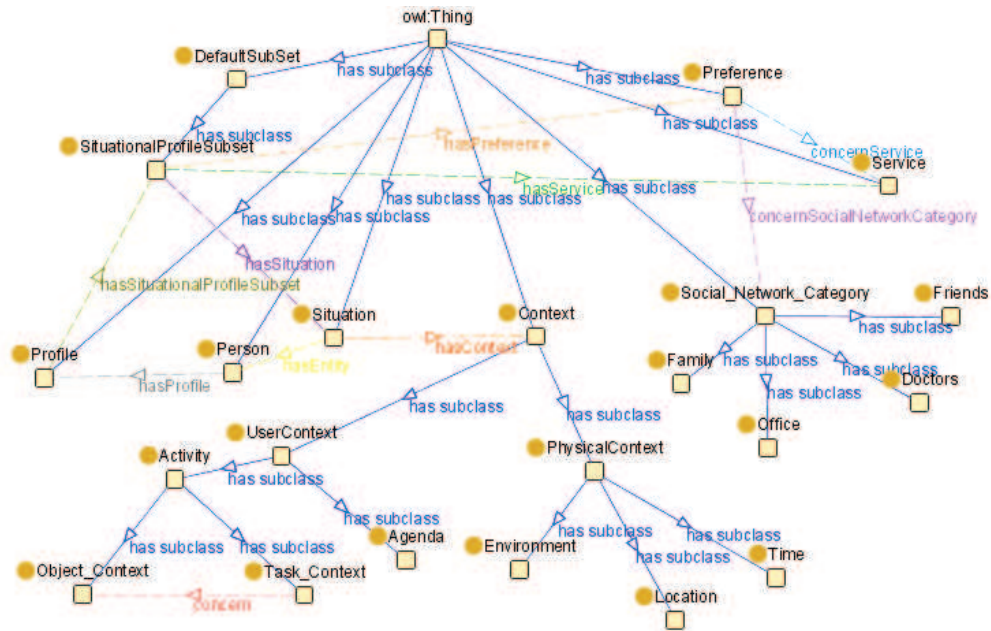 owl:Thing
DefaultSubSet
has subclass
has subclass
Preference
has subclass
has subclass
SituationalProfileSubset
hasPreference
concernService
Service
hasService
has subclass
has subclass
has subclass
has subclass
has subclass
concernSocialNetworkCategory
hasSituation
hasSituationalProfileSubset
Situation
Context
Social_Network_Category
Friends
has subclass
Profile
Person
hasEntity
hasContext
hasProfile
Family
has subclass
has subclass
has subclass
Doctors
Office
has subclass
has subclass
UserContext
PhysicalContext
Activity
has subclass
has subclass
Agenda
has subclass
has subclass
Environment
has subclass
has subclass
has subclass
Time
Object_Context
Task_Context
concern
Location